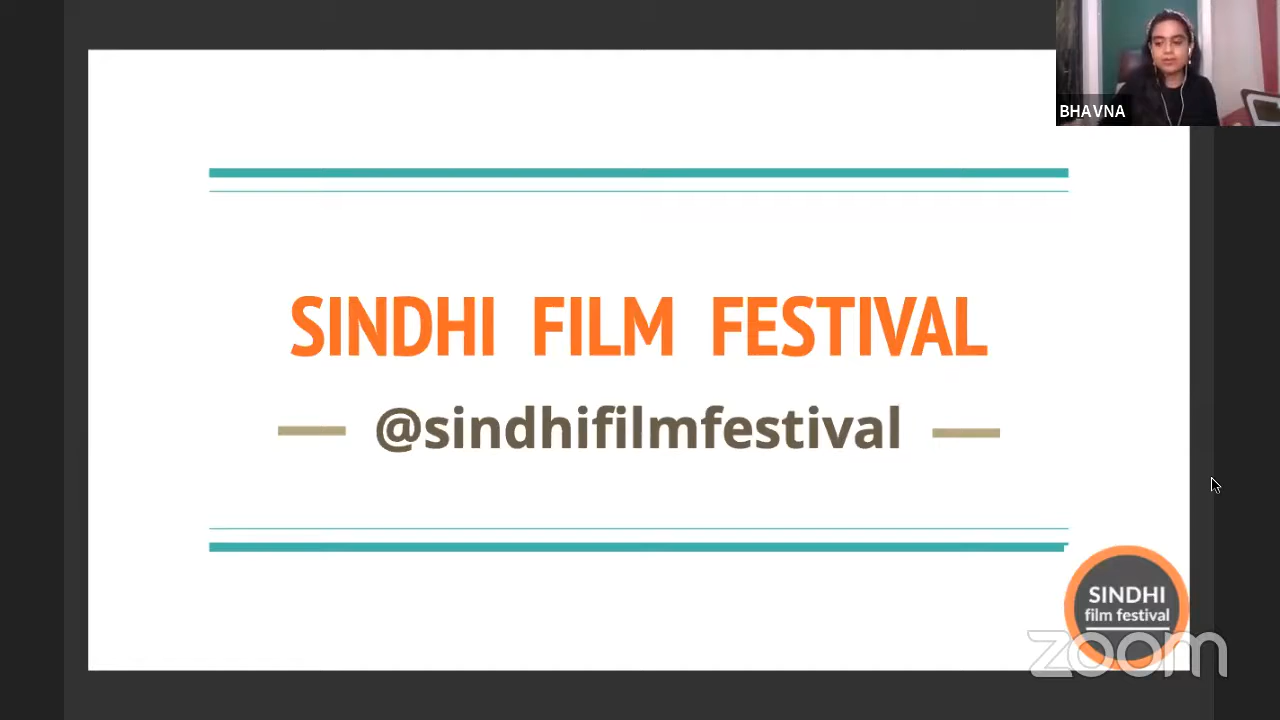 BHAVNA
SINDHI FILM FESTIVAL
@sindhifilmfestival
SINDHI
film festival
zoom